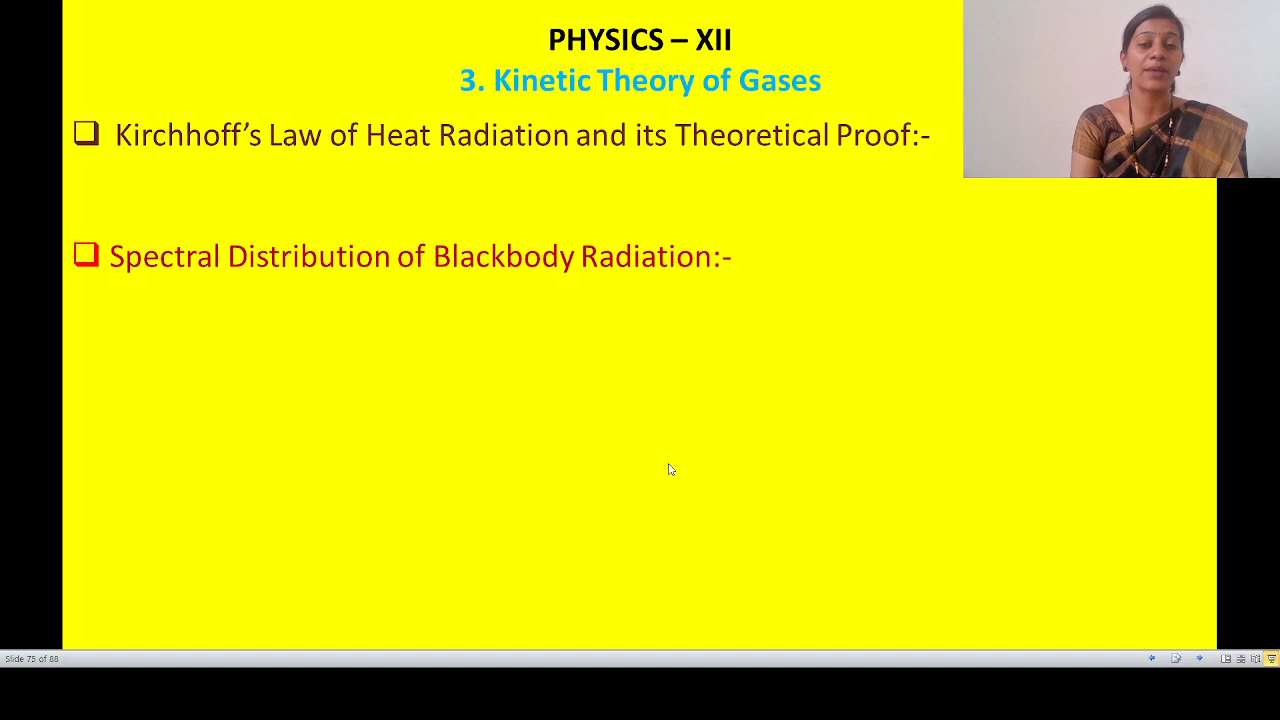 PHYSICS – XII
3. Kinetic Theory of Gases
Kirchhoff’s Law of Heat Radiation and its Theoretical Proof:-
Spectral Distribution of Blackbody Radiation:-
Slide 75 of 88